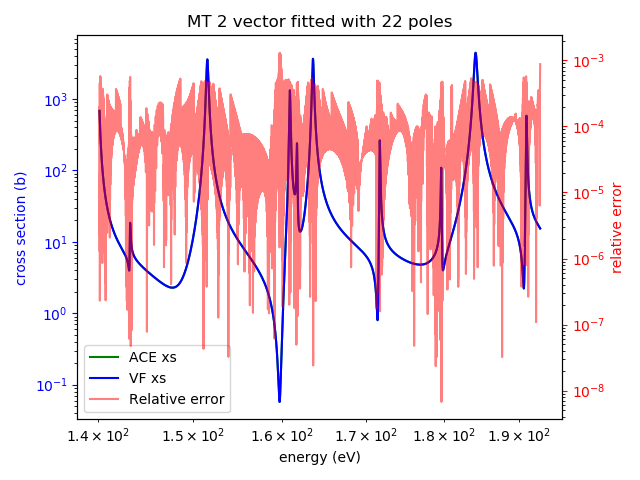 MT 2 vector fitted with 22 poles
cross section (b)
10³
10²
10¹
10⁰
10⁻¹
10⁻³
10⁻⁴
10⁻⁵
10⁻⁶
10⁻⁷
10⁻⁸
relative error
ACE xs
VF xs
Relative error
1.4 × 10² 1.5 × 10² 1.6 × 10² 1.7 × 10² 1.8 × 10² 1.9 × 10²
energy (eV)